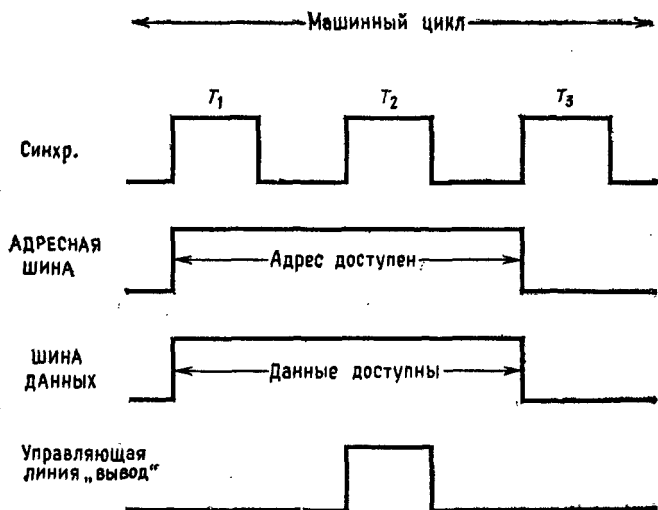 Машинный цикл
T1 T2 T3
Синхр.
АДРЕСНАЯ
ШИНА
Адрес доступен
ШИНА
ДАННЫХ
Данные доступны
Управляющая
линия „вывод"